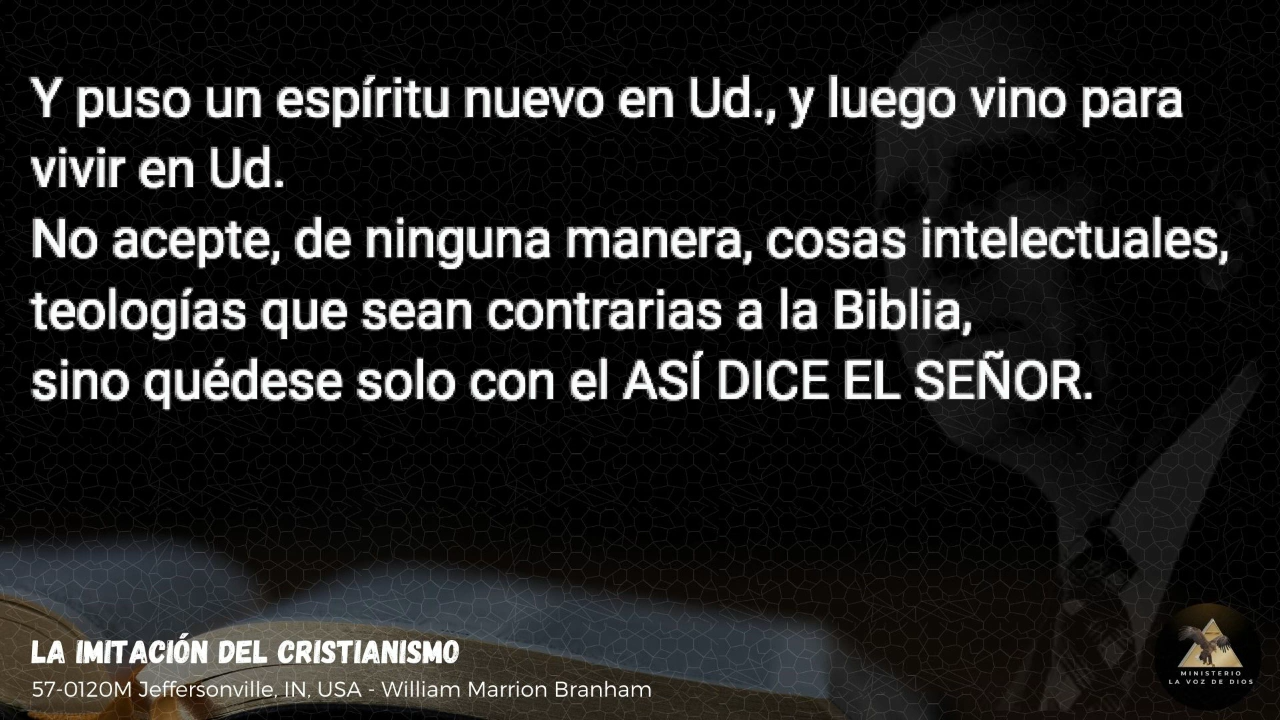 Y puso un espíritu nuevo en Ud., y luego vino para
vivir en Ud.
No acepte, de ninguna manera, cosas intelectuales,
teologías que sean contrarias a la Biblia,
sino quédese solo con el ASÍ DICE EL SEÑOR.
LA IMITACIÓN DEL CRISTIANISMO
57-0120M Jeffersonville, IN, USA - William Marrion Branham
MINISTERIO
LA VOZ DE DIOS